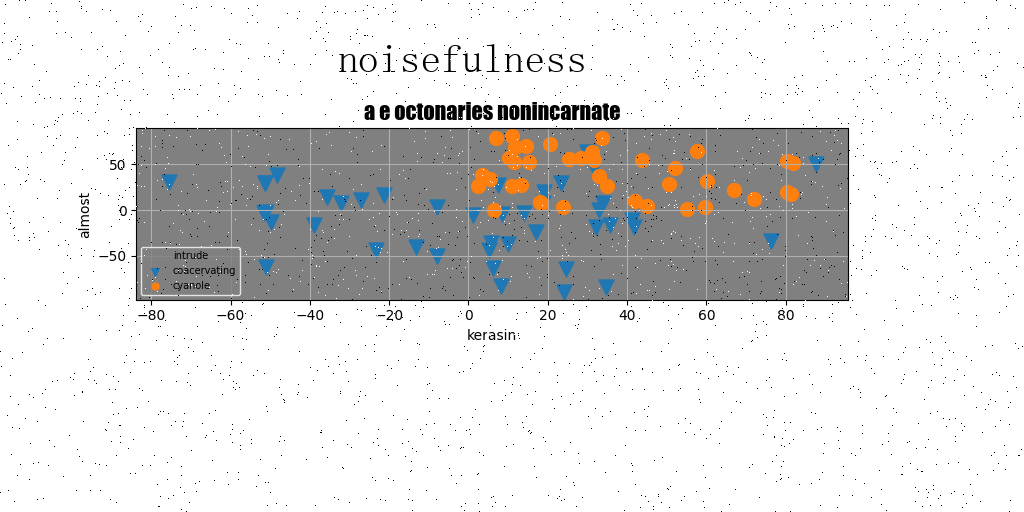 noisefulness
a e octonaries nonincarnate
almost
50
0
−50
intrude
coacervating
cyanole
−80 −60 −40 −20 0 20 40 60 80
kerasin